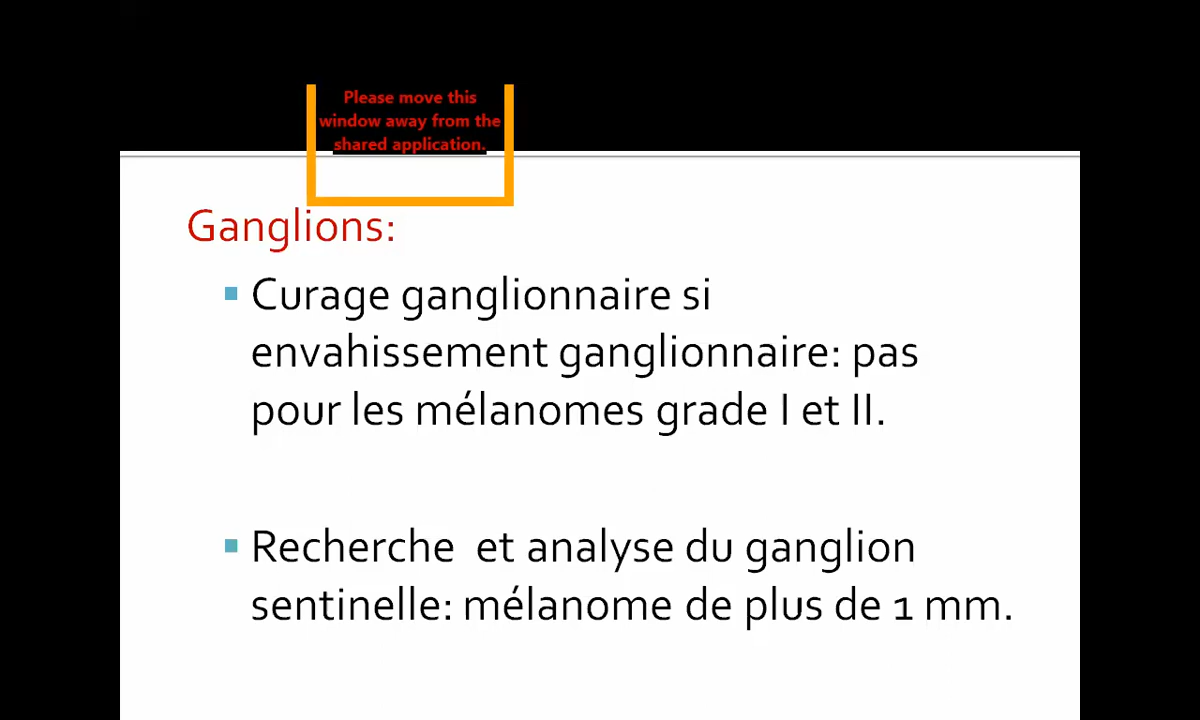 Please move this
window away from the
shared application.
Ganglions:
Curage ganglionnaire si
envahissement ganglionnaire: pas
pour les mélanomes grade I et II.
Recherche et analyse du ganglion
sentinelle: mélanome de plus de 1 mm.